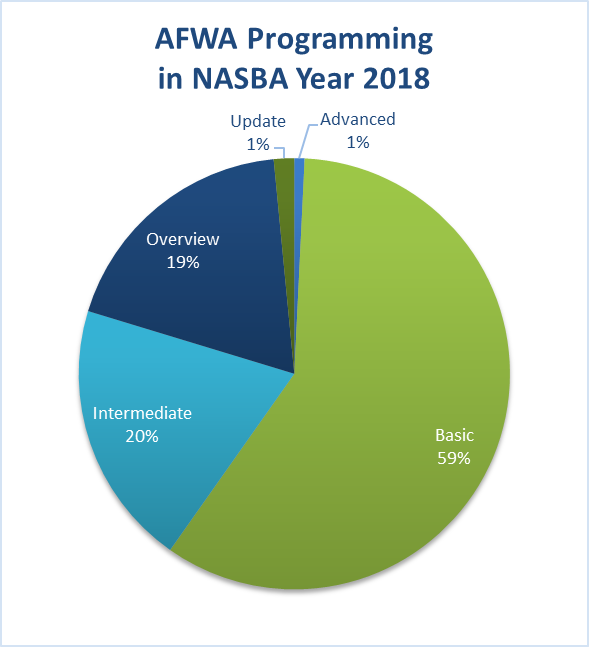 AFWA Programming
in NASBA Year 2018
Update
1%
Advanced
1%
Overview
19%
Intermediate
20%
Basic
59%